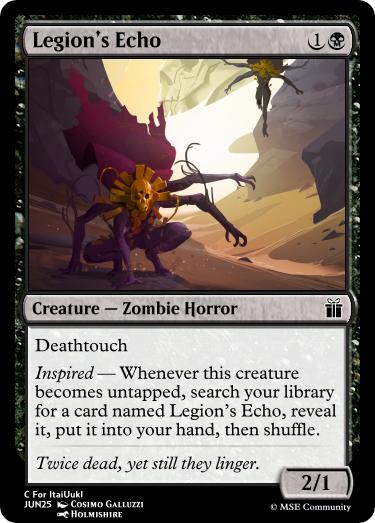 Legion's Echo 1
Creature — Zombie Horror
Deathtouch
Inspired — Whenever this creature
becomes untapped, search your library
for a card named Legion's Echo, reveal
it, put it into your hand, then shuffle.
Twice dead, yet still they linger.
2/1
C For ItaiUukI
JUN25 Cosimo Galluzzi
Holmishire
© MSE Community